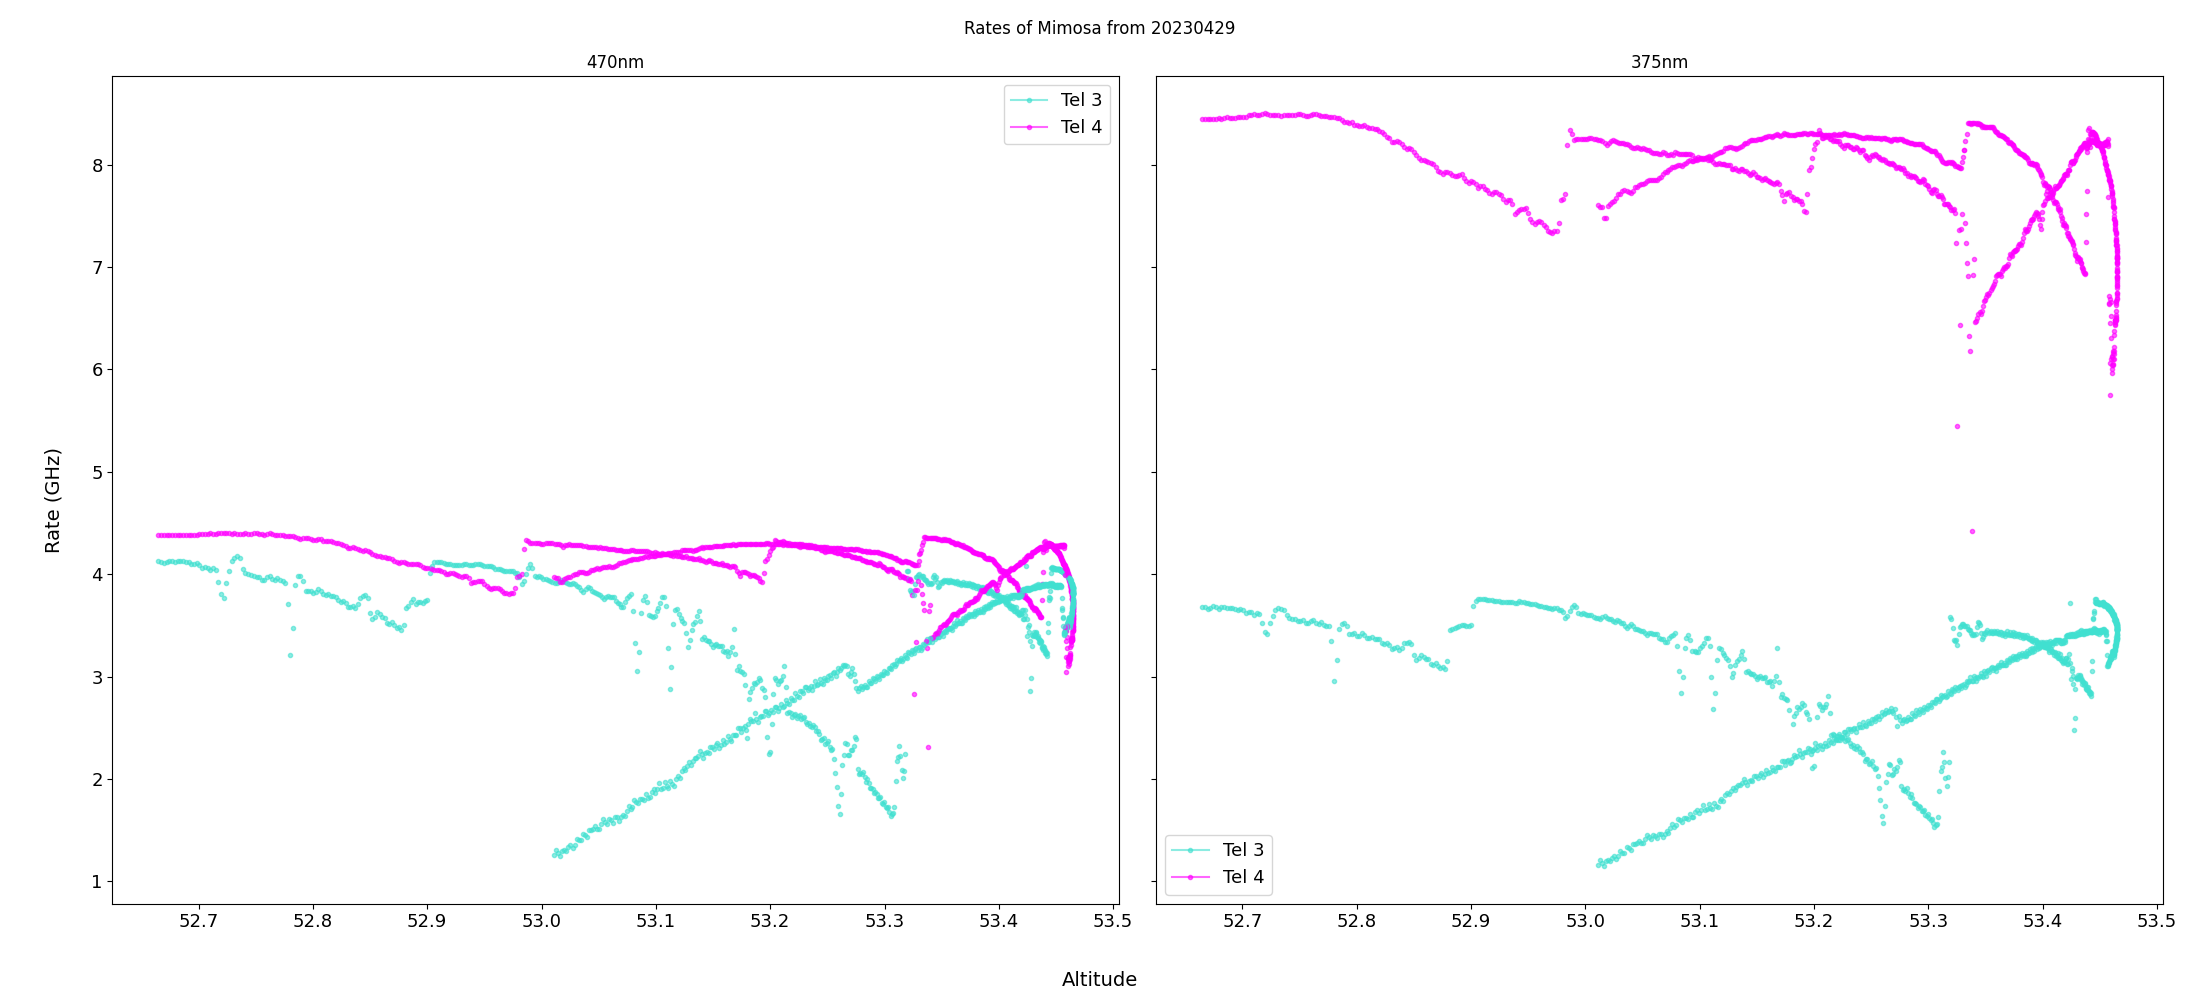 Rates of Mimosa from 20230429
470nm
375nm
Tel 3
Tel 4
Rate (GHz)
8
7
6
5
4
3
2
1
52.7 52.8 52.9 53.0 53.1 53.2 53.3 53.4 53.5
Tel 3
Tel 4
52.7 52.8 52.9 53.0 53.1 53.2 53.3 53.4 53.5
Altitude